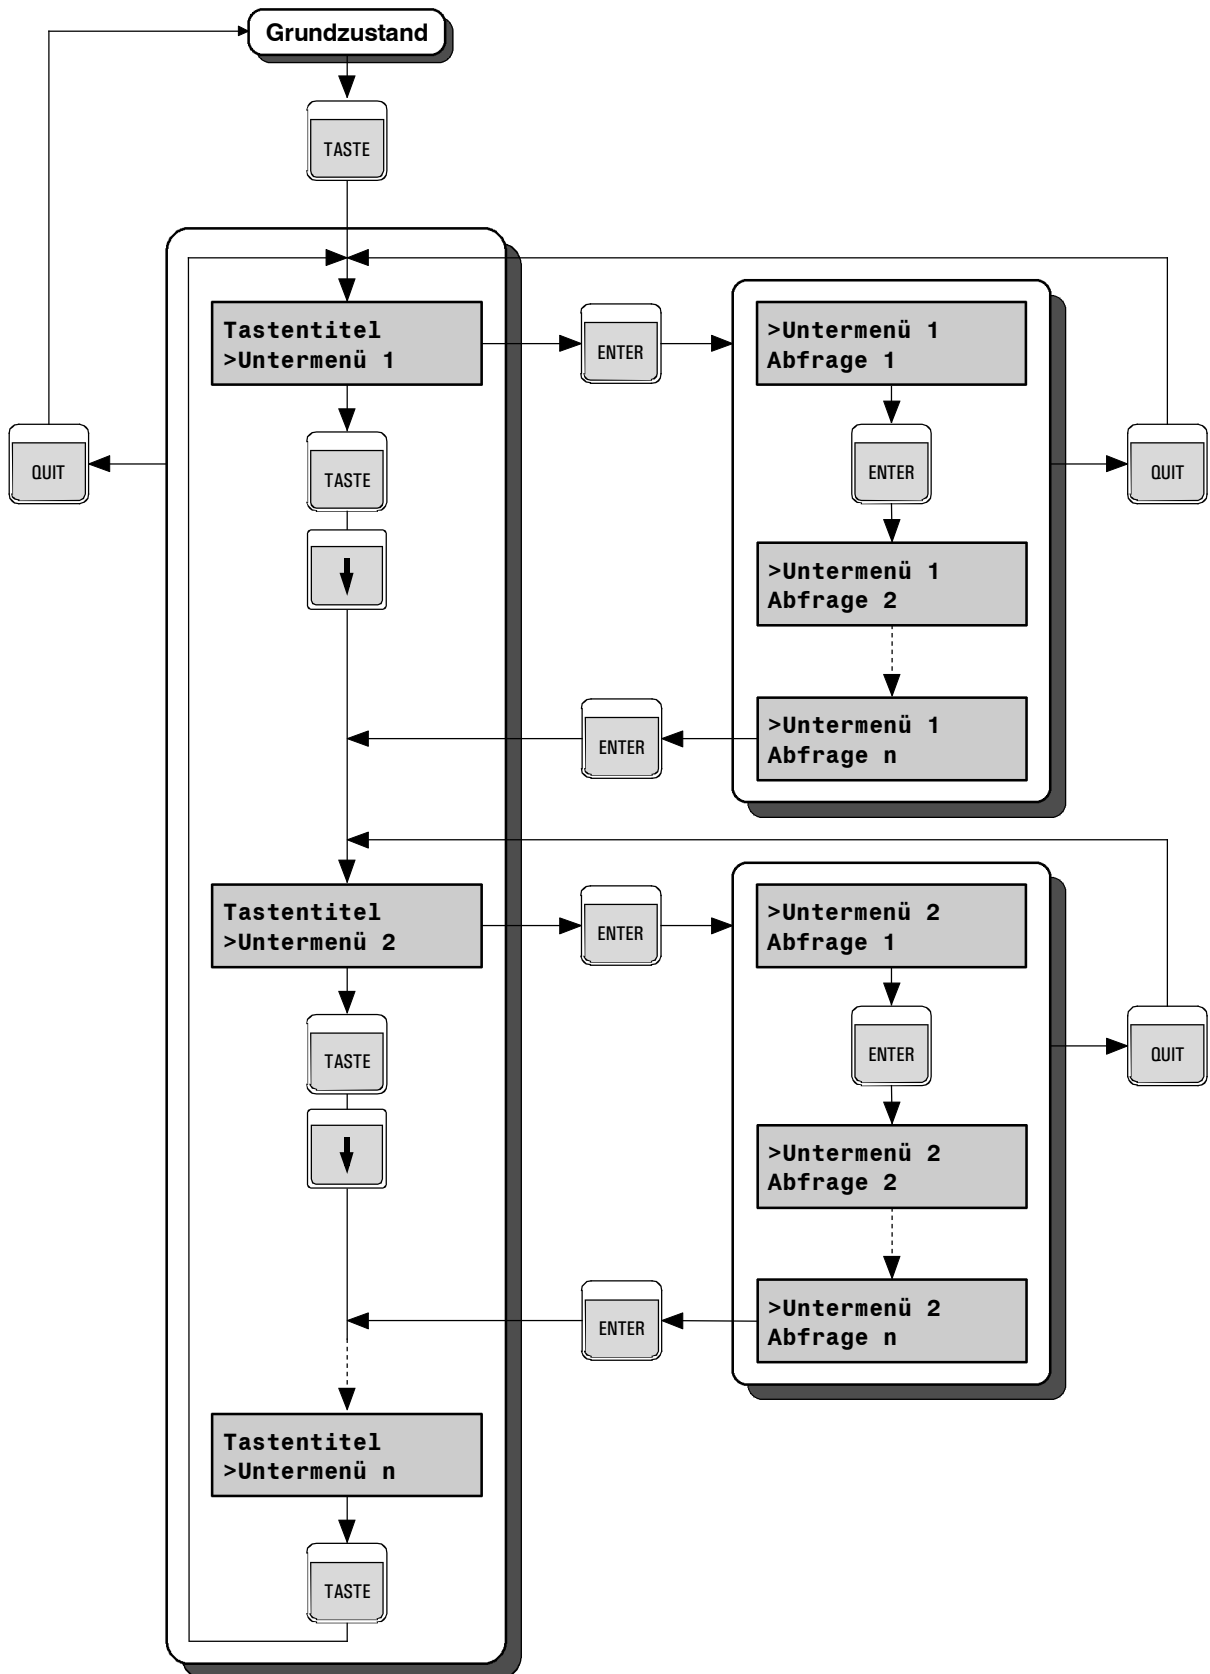 Grundzustand
TASTE
Tastentitel
>Untermenü 1
ENTER
>Untermenü 1
Abfrage 1
QUIT
TASTE
ENTER
QUIT
>Untermenü 1
Abfrage 2
ENTER
>Untermenü 1
Abfrage n
Tastentitel
>Untermenü 2
ENTER
>Untermenü 2
Abfrage 1
TASTE
ENTER
QUIT
>Untermenü 2
Abfrage 2
ENTER
>Untermenü 2
Abfrage n
Tastentitel
>Untermenü n
TASTE